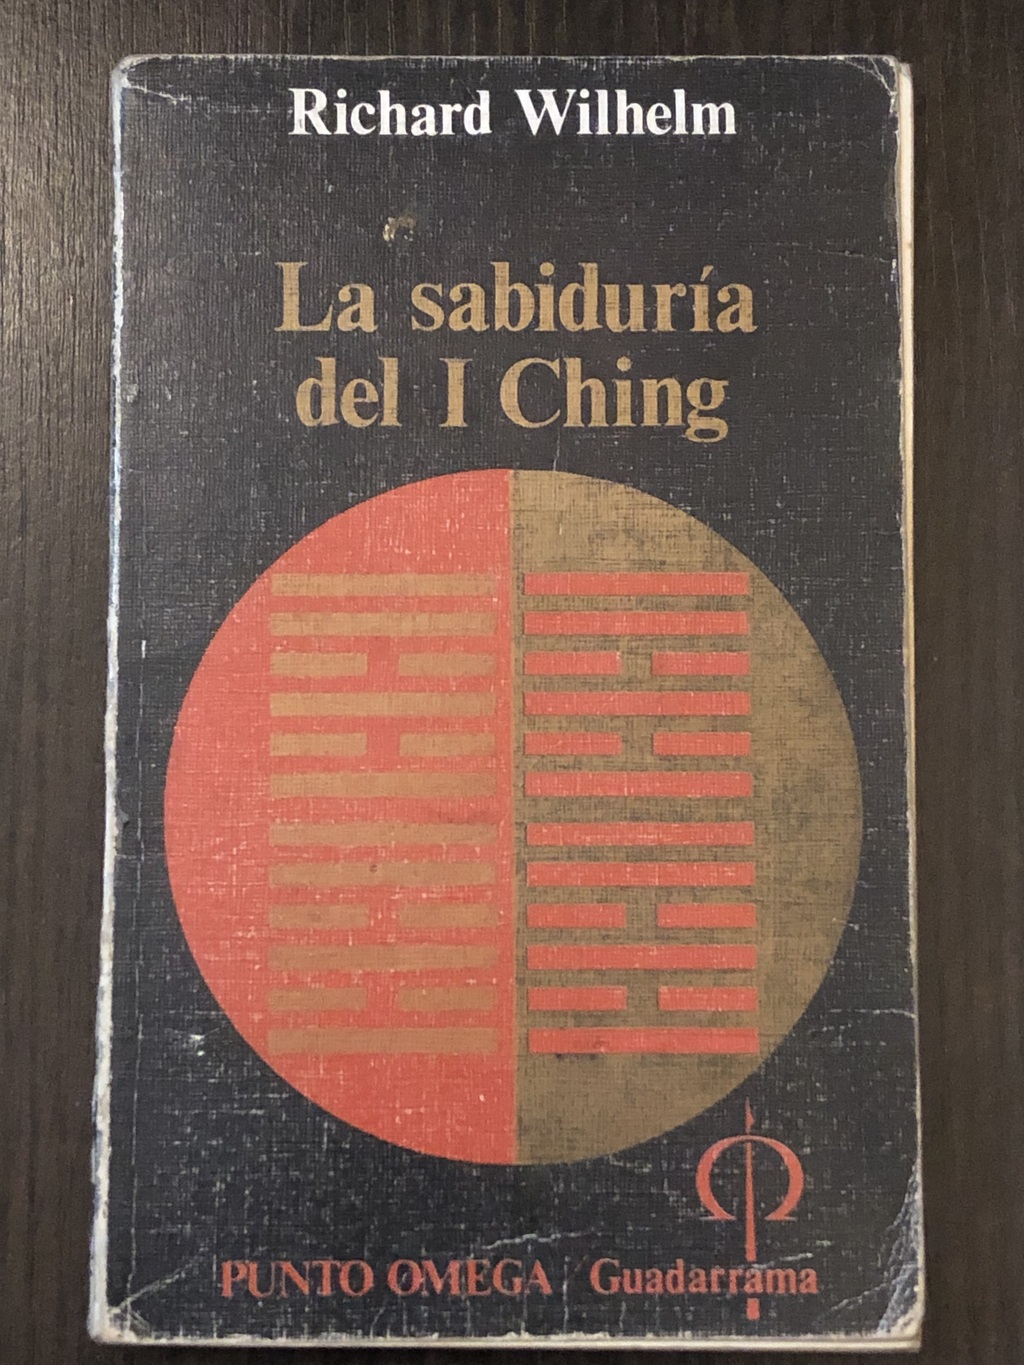 Richard Wilhelm
La sabiduría
del I Ching
PUNTO OMEGA / Guadarrama